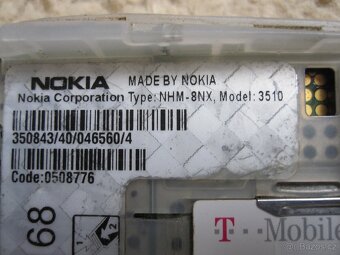 NOKIA MADE BY NOKIA
Nokia Corporation Type: NHM-8NX, Model: 3510
350843/40/046560/4
Code:0508776
68
T Mobile